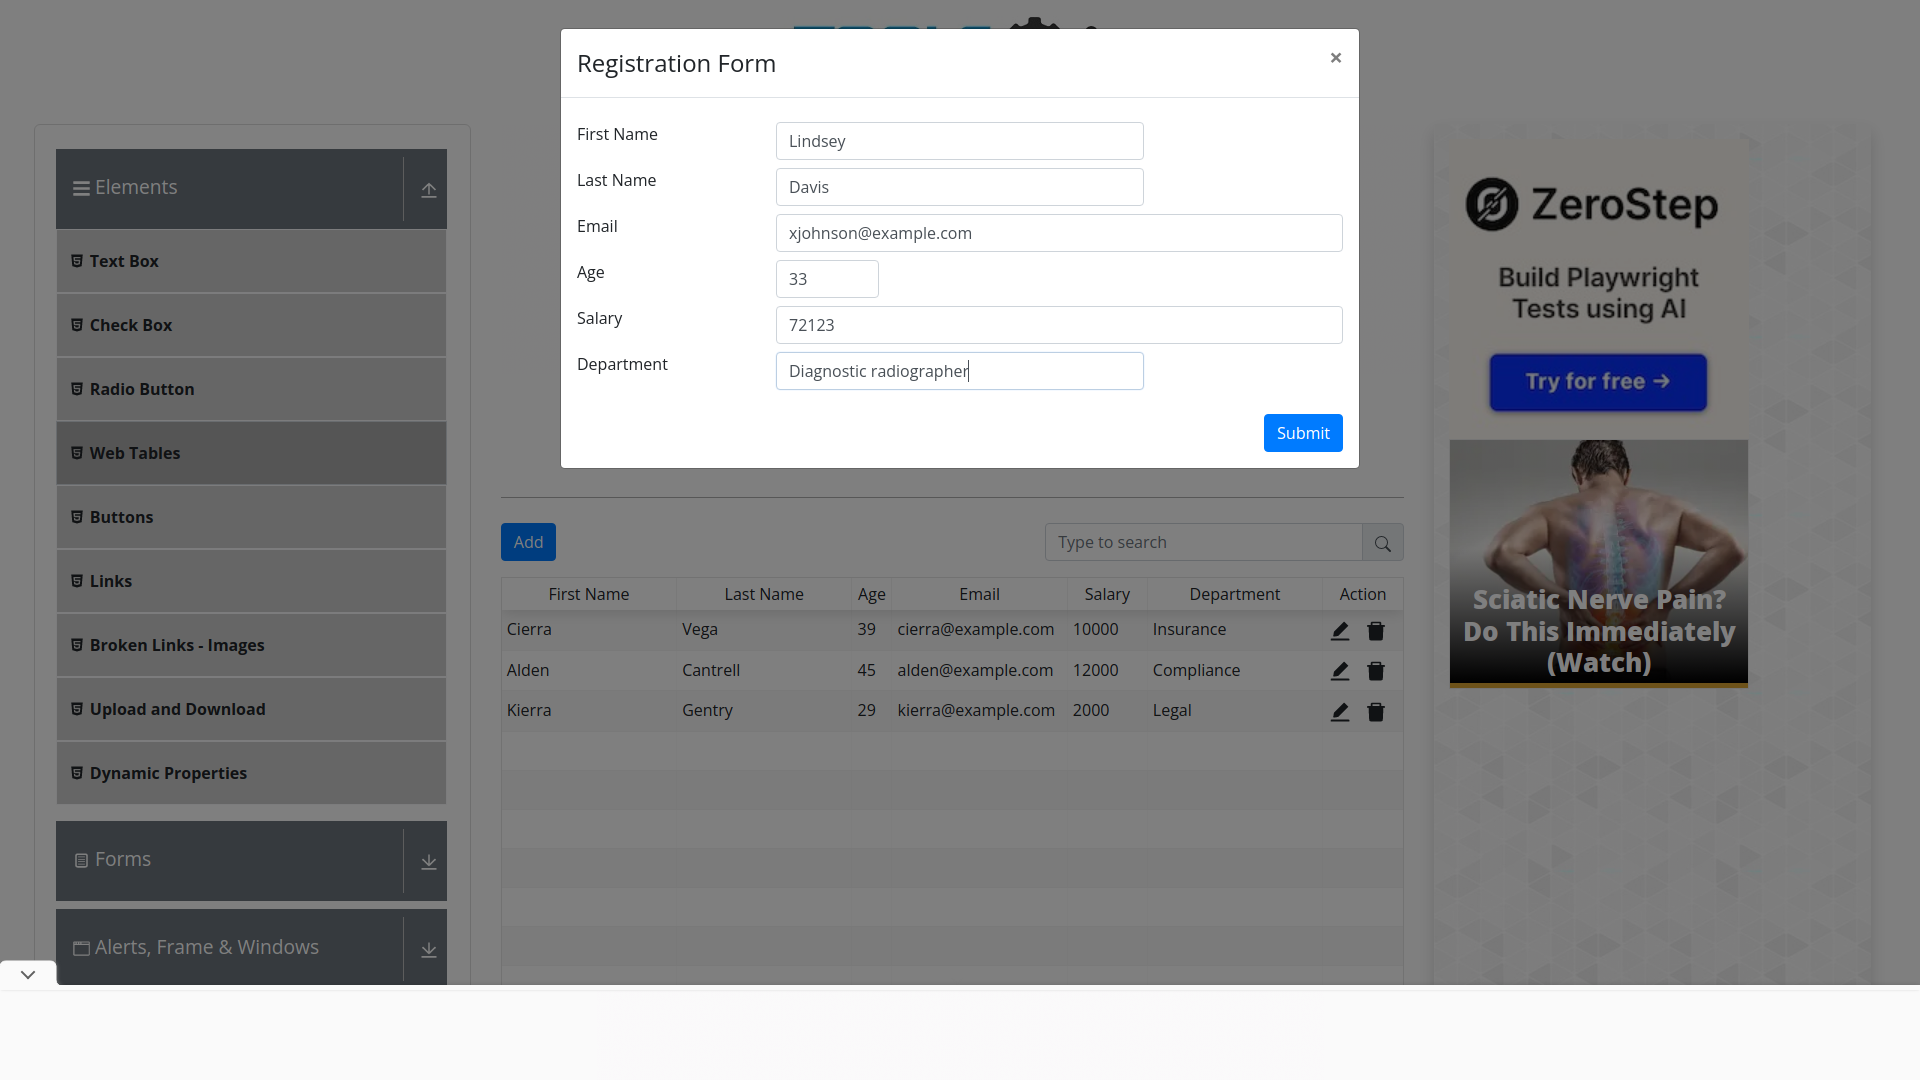 Registration Form
×
First Name
Lindsey
Last Name
Davis
Email
xjohnson@example.com
Age
33
Salary
72123
Department
Diagnostic radiographer
Submit
Elements
Text Box
Check Box
Radio Button
Web Tables
Buttons
Links
Broken Links - Images
Upload and Download
Dynamic Properties
Forms
Alerts, Frame & Windows
Add
Type to search
First Name Last Name Age Email Salary Department Action
Cierra Vega 39 cierra@example.com 10000 Insurance
Alden Cantrell 45 alden@example.com 12000 Compliance
Kierra Gentry 29 kierra@example.com 2000 Legal
ZeroStep
Build Playwright
Tests using AI
Try for free →
Sciatic Nerve Pain?
Do This Immediately
(Watch)